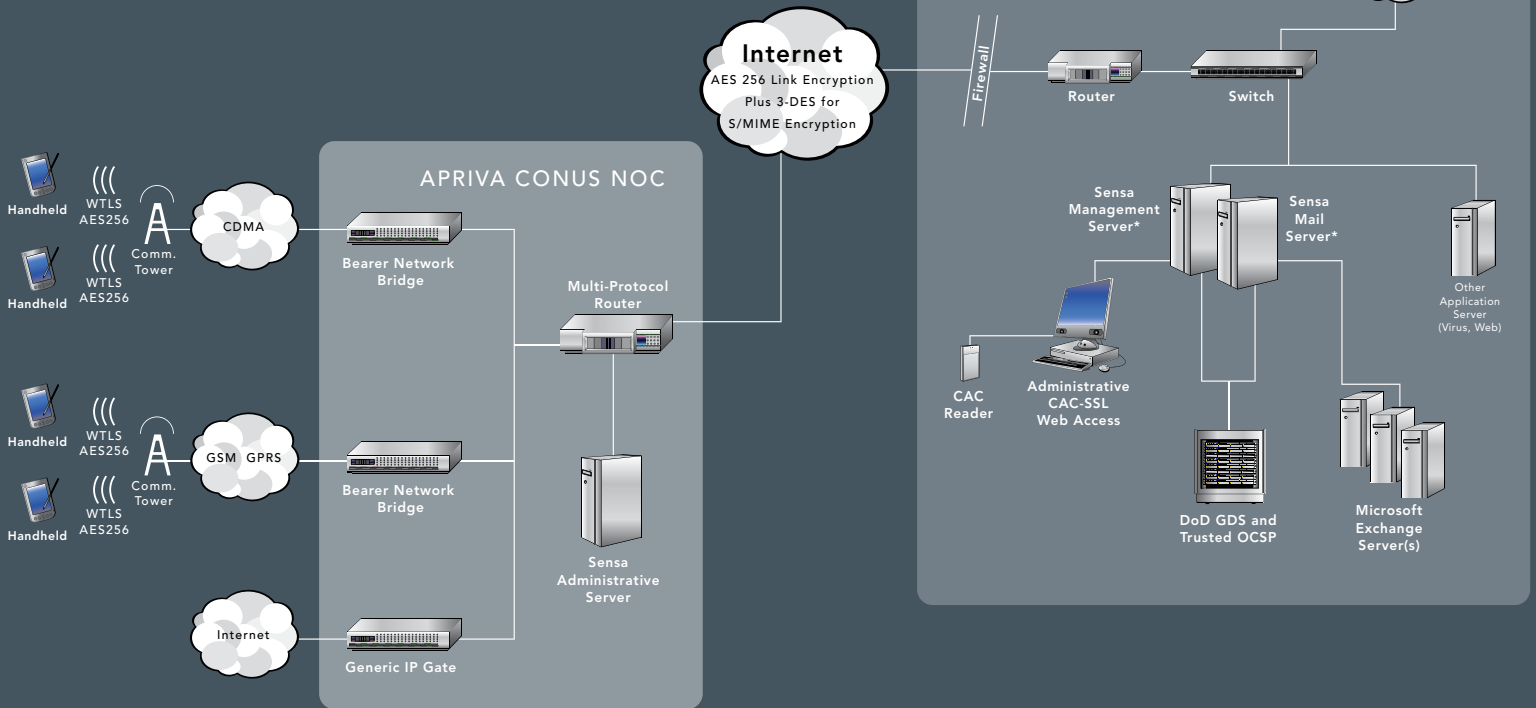 Internet
AES 256 Link Encryption
Plus 3-DES for
S/MIME Encryption
Firewall
Router
Switch
APRIVA CONUS NOC
Handheld
WTLS
AES256
Handheld
WTLS
AES256
Comm.
Tower
CDMA
Bearer Network
Bridge
Multi-Protocol
Router
Handheld
WTLS
AES256
Handheld
WTLS
AES256
Comm.
Tower
GSM GPRS
Bearer Network
Bridge
Sensa
Administrative
Server
Internet
Generic IP Gate
Sensa
Management
Server*
Sensa
Mail
Server*
Other
Application
Server
(Virus, Web)
CAC
Reader
Administrative
CAC-SSL
Web Access
DoD GDS and
Trusted OCSP
Microsoft
Exchange
Server(s)